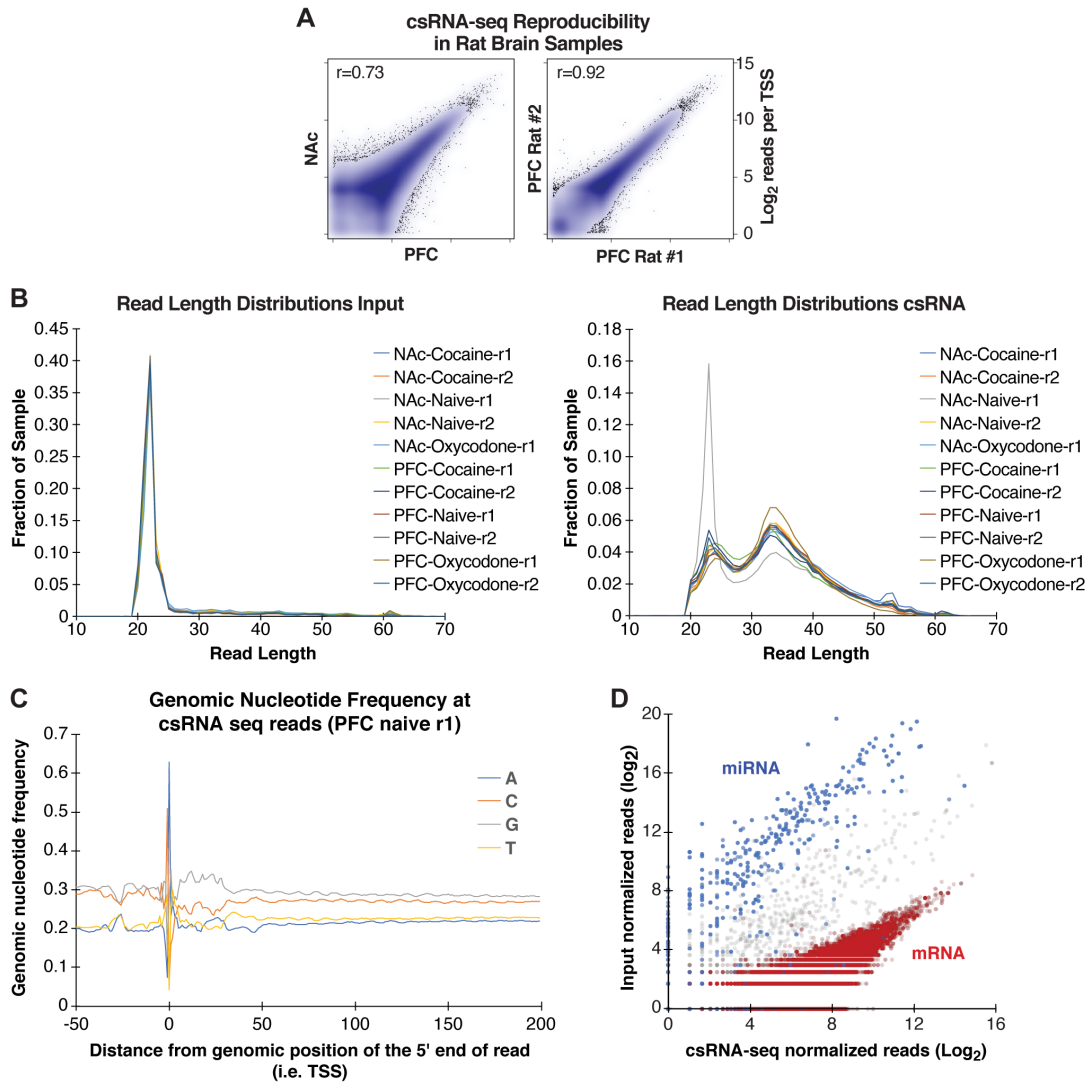 A
csRNA-seq Reproducibility
in Rat Brain Samples
r=0.73
NAc
PFC
r=0.92
PFC Rat #2
PFC Rat #1
15
10
5
0
Log2 reads per TSS
B
Read Length Distributions Input
0.45
0.40
0.35
0.30
0.25
0.20
0.15
0.10
0.05
0
Fraction of Sample
10 20 30 40 50 60 70
Read Length
NAc-Cocaine-r1
NAc-Cocaine-r2
NAc-Naive-r1
NAc-Naive-r2
NAc-Oxycodone-r1
PFC-Cocaine-r1
PFC-Cocaine-r2
PFC-Naive-r1
PFC-Naive-r2
PFC-Oxycodone-r1
PFC-Oxycodone-r2
Read Length Distributions csRNA
0.18
0.16
0.14
0.12
0.10
0.08
0.06
0.04
0.02
0
Fraction of Sample
10 20 30 40 50 60 70
Read Length
NAc-Cocaine-r1
NAc-Cocaine-r2
NAc-Naive-r1
NAc-Naive-r2
NAc-Oxycodone-r1
PFC-Cocaine-r1
PFC-Cocaine-r2
PFC-Naive-r1
PFC-Naive-r2
PFC-Oxycodone-r1
PFC-Oxycodone-r2
C
Genomic Nucleotide Frequency at
csRNA seq reads (PFC naive r1)
0.7
0.6
0.5
0.4
0.3
0.2
0.1
0
Genomic nucleotide frequency
A
C
G
T
-50 0 50 100 150 200
Distance from genomic position of the 5' end of read
(i.e. TSS)
D
20
16
12
8
4
0
Input normalized reads (log2)
miRNA
mRNA
0 4 8 12 16
csRNA-seq normalized reads (Log2)